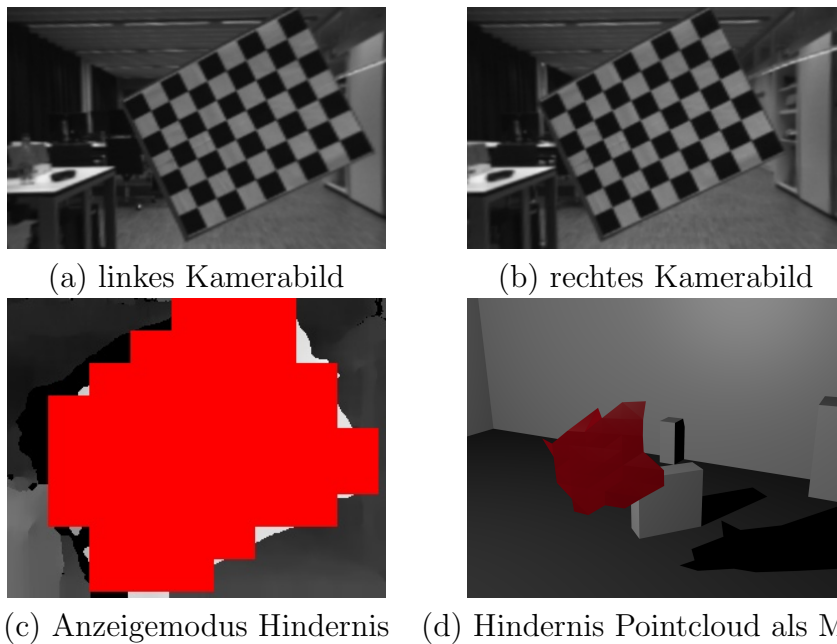 (a) linkes Kamerabild
(b) rechtes Kamerabild
(c) Anzeigemodus Hindernis
(d) Hindernis Pointcloud als M